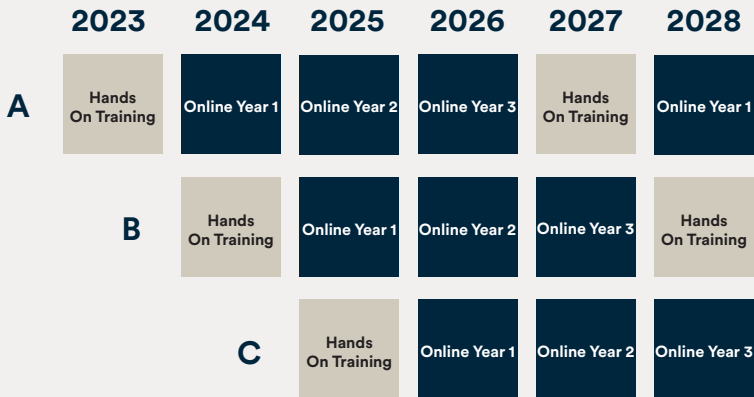 2023 2024 2025 2026 2027 2028
A
Hands
On Training
Online Year 1
Online Year 2
Online Year 3
Hands
On Training
Online Year 1
B
Hands
On Training
Online Year 1
Online Year 2
Online Year 3
Hands
On Training
C
Hands
On Training
Online Year 1
Online Year 2
Online Year 3